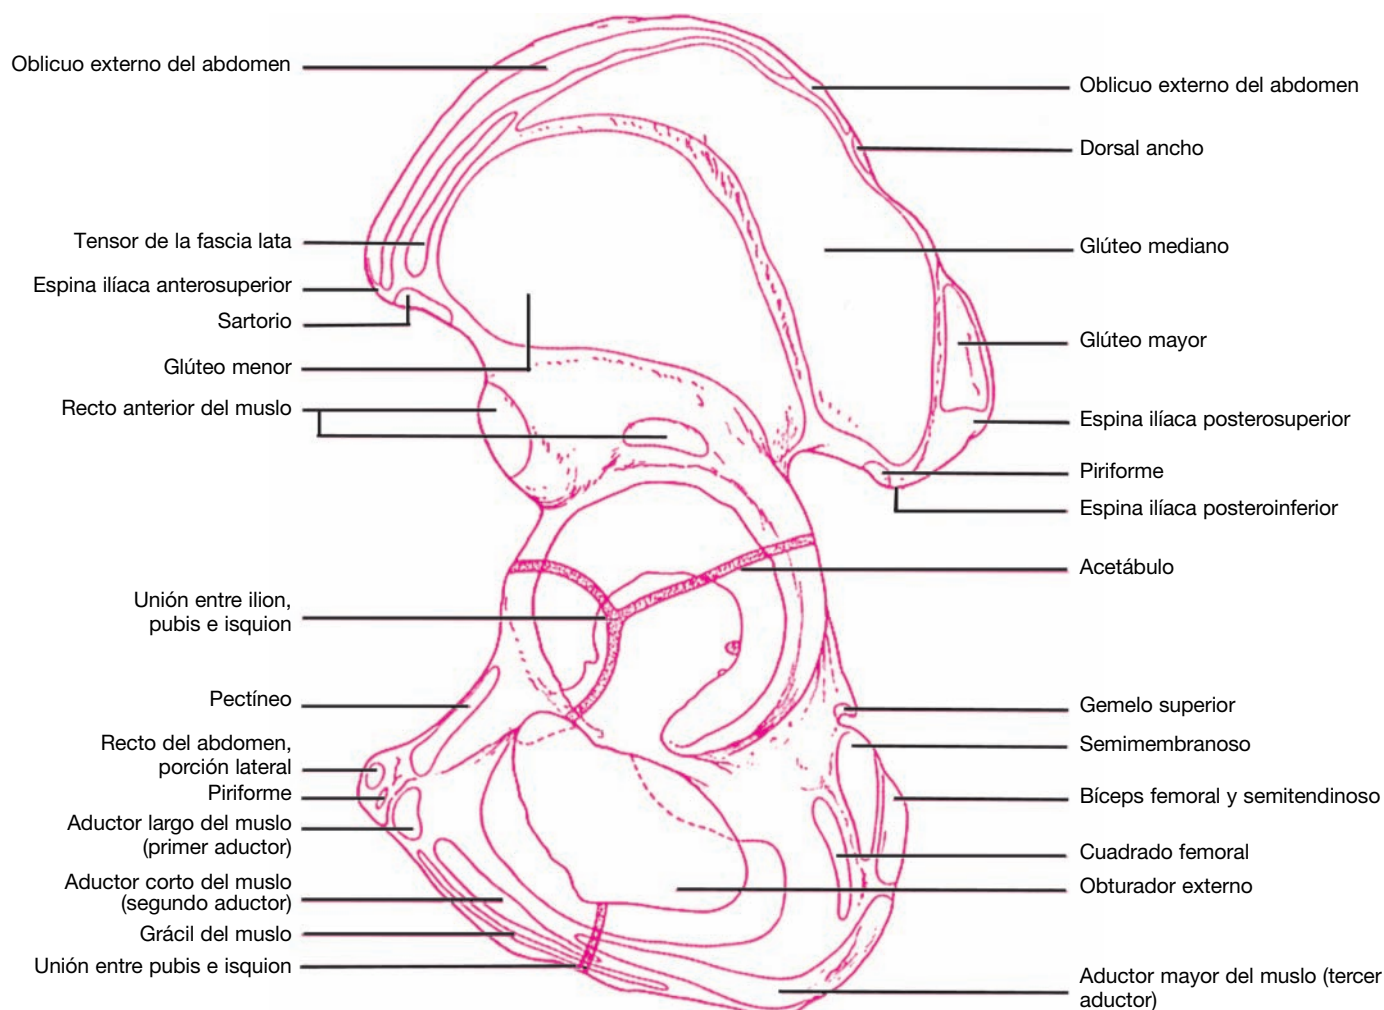 Oblicuo externo del abdomen
Tensor de la fascia lata
Espina ilíaca anterosuperior
Sartorio
Glúteo menor
Recto anterior del muslo
Unión entre ilion,
pubis e isquion
Pectíneo
Recto del abdomen,
porción lateral
Piriforme
Aductor largo del muslo
(primer aductor)
Aductor corto del muslo
(segundo aductor)
Grácil del muslo
Unión entre pubis e isquion
Oblicuo externo del abdomen
Dorsal ancho
Glúteo mediano
Glúteo mayor
Espina ilíaca posterosuperior
Piriforme
Espina ilíaca posteroinferior
Acetábulo
Gemelo superior
Semimembranoso
Bíceps femoral y semitendinoso
Cuadrado femoral
Obturador externo
Aductor mayor del muslo (tercer
aductor)